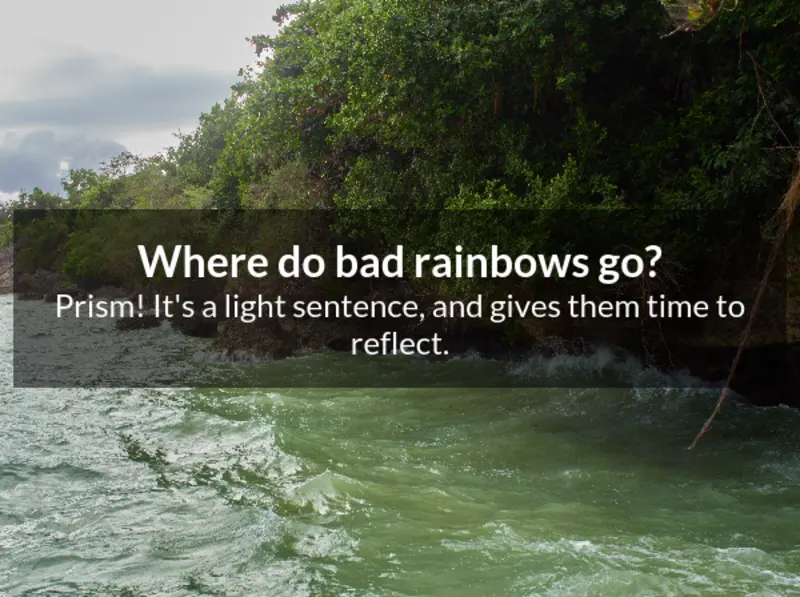 Where do bad rainbows go?
Prism! It's a light sentence, and gives them time to
reflect.